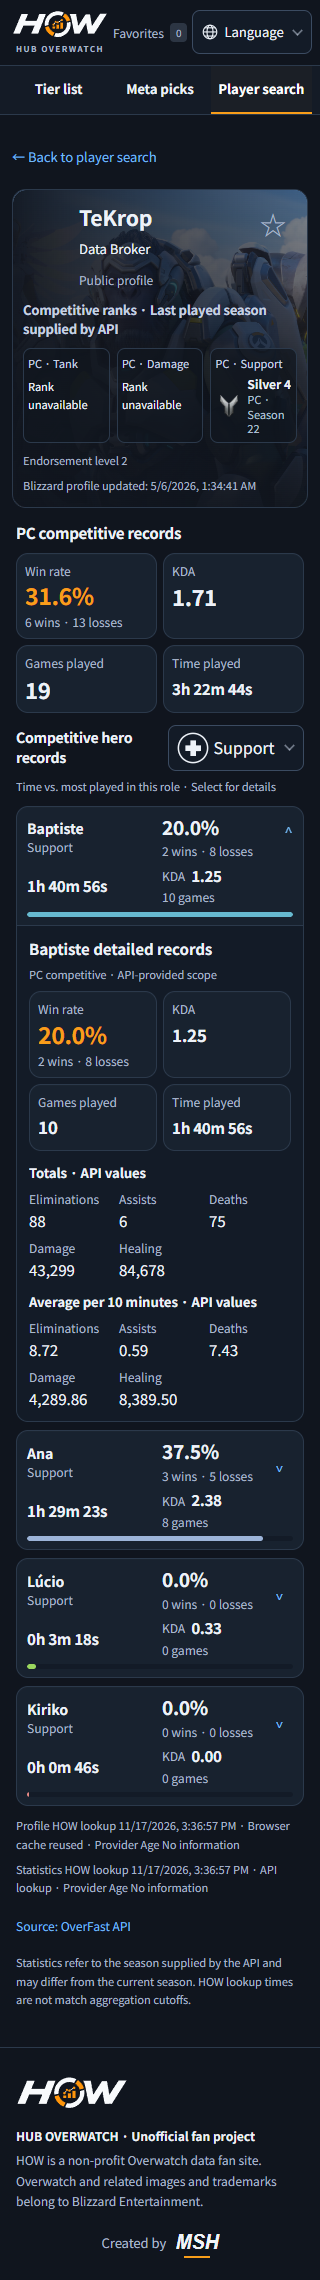 HOW
HUB OVERWATCH
Favorites 0
Language
Tier list Meta picks Player search
← Back to player search
TeKrop
Data Broker
Public profile
Competitive ranks · Last played season
supplied by API
PC · Tank
Rank
unavailable
PC · Damage
Rank
unavailable
PC · Support
Silver 4
PC ·
Season
22
Endorsement level 2
Blizzard profile updated: 5/6/2026, 1:34:41 AM
PC competitive records
Win rate
31.6%
6 wins · 13 losses
KDA
1.71
Games played
19
Time played
3h 22m 44s
Competitive hero
records
Support
Time vs. most played in this role · Select for details
Baptiste
Support
1h 40m 56s
20.0%
2 wins · 8 losses
KDA 1.25
10 games
Baptiste detailed records
PC competitive · API-provided scope
Win rate
20.0%
2 wins · 8 losses
KDA
1.25
Games played
10
Time played
1h 40m 56s
Totals · API values
Eliminations Assists Deaths
88 6 75
Damage Healing
43,299 84,678
Average per 10 minutes · API values
Eliminations Assists Deaths
8.72 0.59 7.43
Damage Healing
4,289.86 8,389.50
Ana
Support
1h 29m 23s
37.5%
3 wins · 5 losses
KDA 2.38
8 games
Lúcio
Support
0h 3m 18s
0.0%
0 wins · 0 losses
KDA 0.33
0 games
Kiriko
Support
0h 0m 46s
0.0%
0 wins · 0 losses
KDA 0.00
0 games
Profile HOW lookup 11/17/2026, 3:36:57 PM · Browser
cache reused · Provider Age No information
Statistics HOW lookup 11/17/2026, 3:36:57 PM · API
lookup · Provider Age No information
Source: OverFast API
Statistics refer to the season supplied by the API and
may differ from the current season. HOW lookup times
are not match aggregation cutoffs.
HOW
HUB OVERWATCH · Unofficial fan project
HOW is a non-profit Overwatch data fan site.
Overwatch and related images and trademarks
belong to Blizzard Entertainment.
Created by MSH